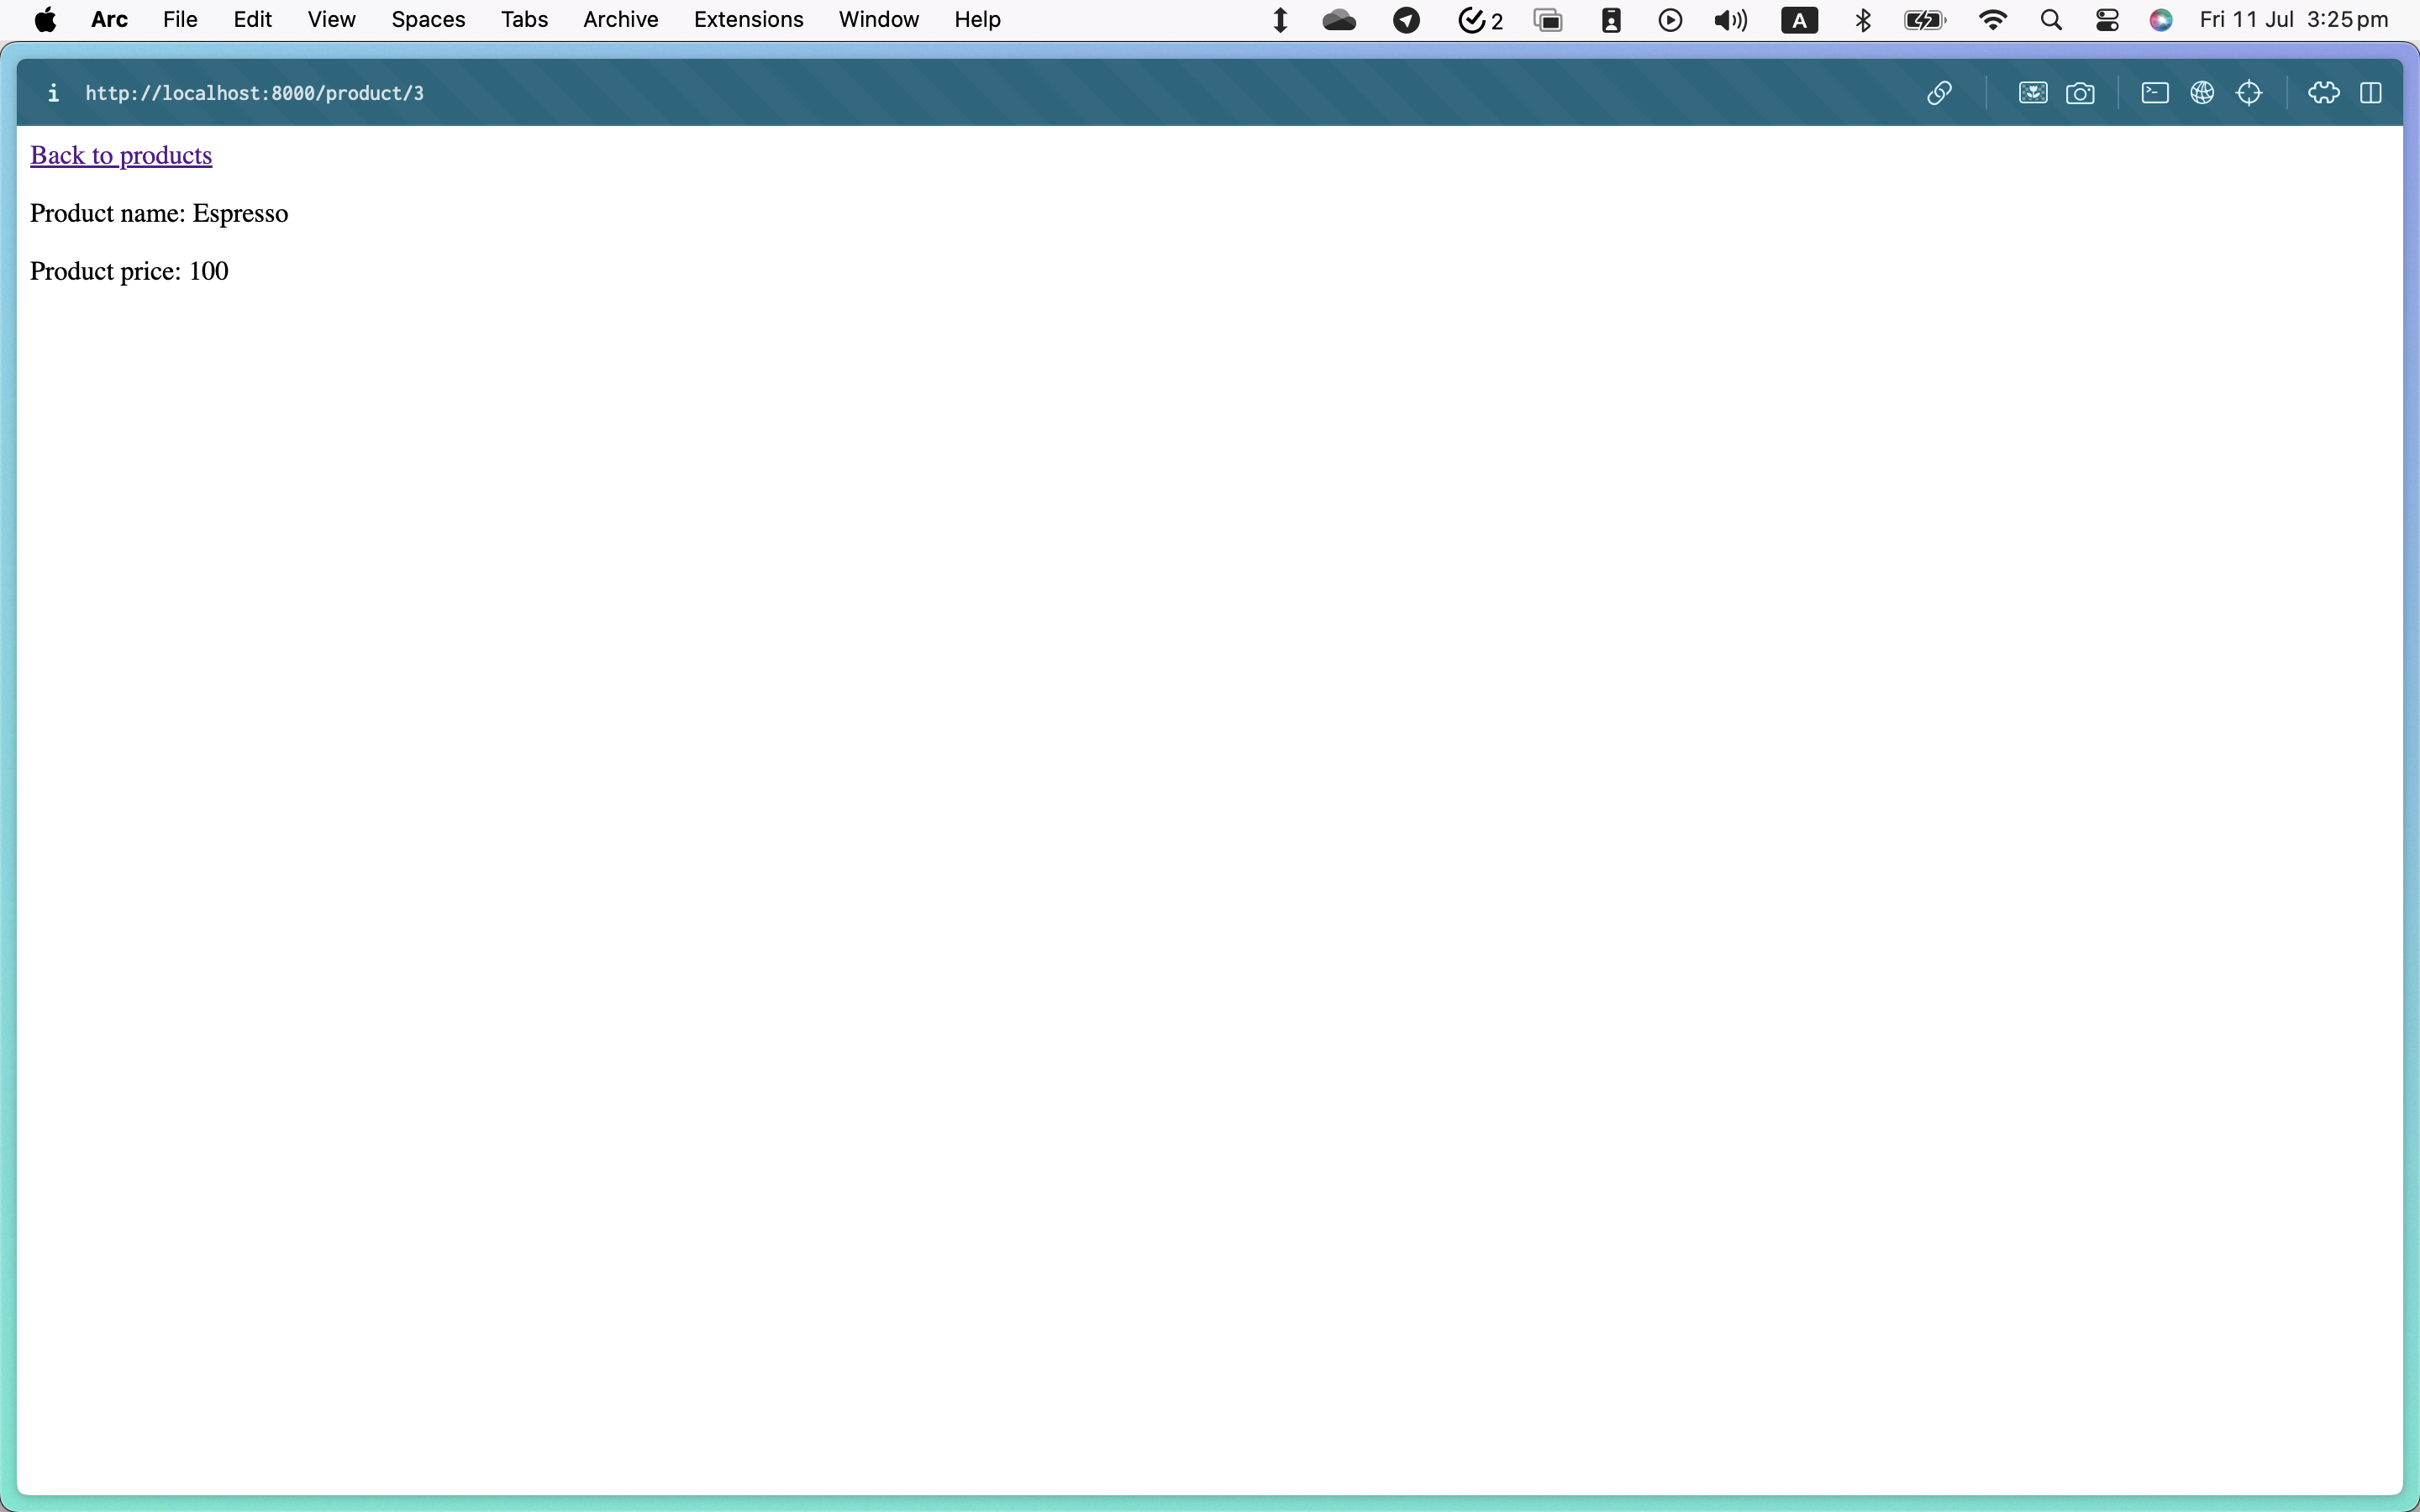 Arc File Edit View Spaces Tabs Archive Extensions Window Help 2 A Fri 11 Jul 3:25 pm
http://localhost:8000/product/3
Back to products
Product name: Espresso
Product price: 100